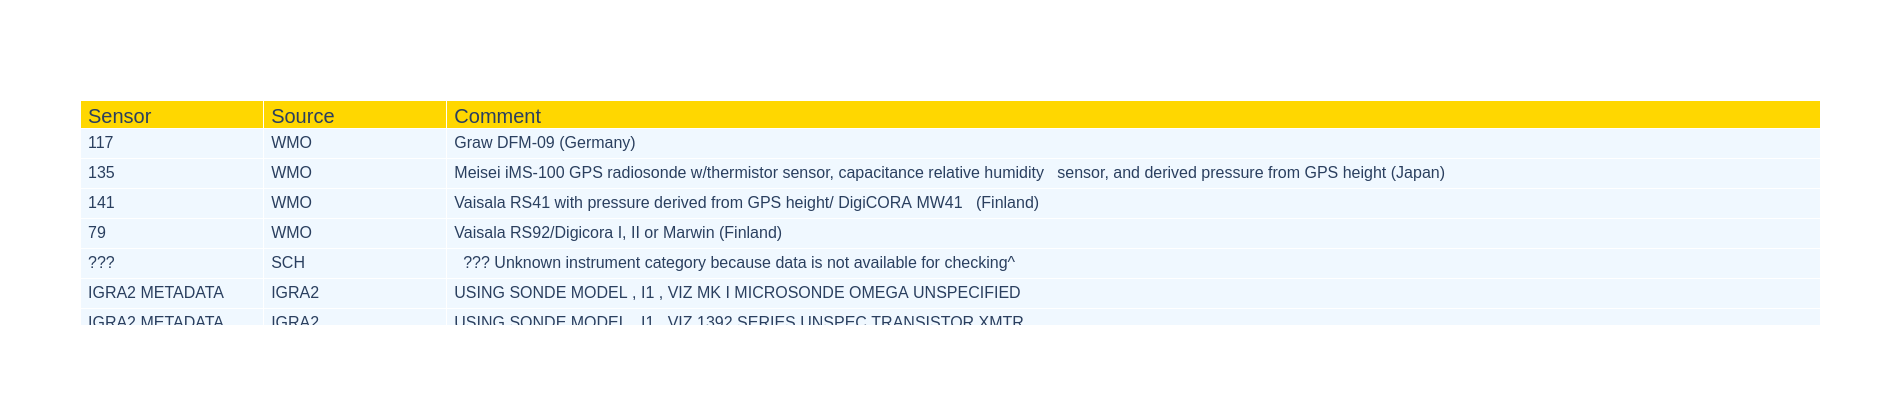 Sensor Source Comment
117 WMO Graw DFM-09 (Germany)
135 WMO Meisei iMS-100 GPS radiosonde w/thermistor sensor, capacitance relative humidity   sensor, and derived pressure from GPS height (Japan)
141 WMO Vaisala RS41 with pressure derived from GPS height/ DigiCORA MW41   (Finland)
79 WMO Vaisala RS92/Digicora I, II or Marwin (Finland)
??? SCH ??? Unknown instrument category because data is not available for checking^
IGRA2 METADATA IGRA2 USING SONDE MODEL , I1 , VIZ MK I MICROSONDE OMEGA UNSPECIFIED
IGRA2 METADATA IGRA2 USING SONDE MODEL , I1 , VIZ 1392 SERIES UNSPEC TRANSISTOR XMTR